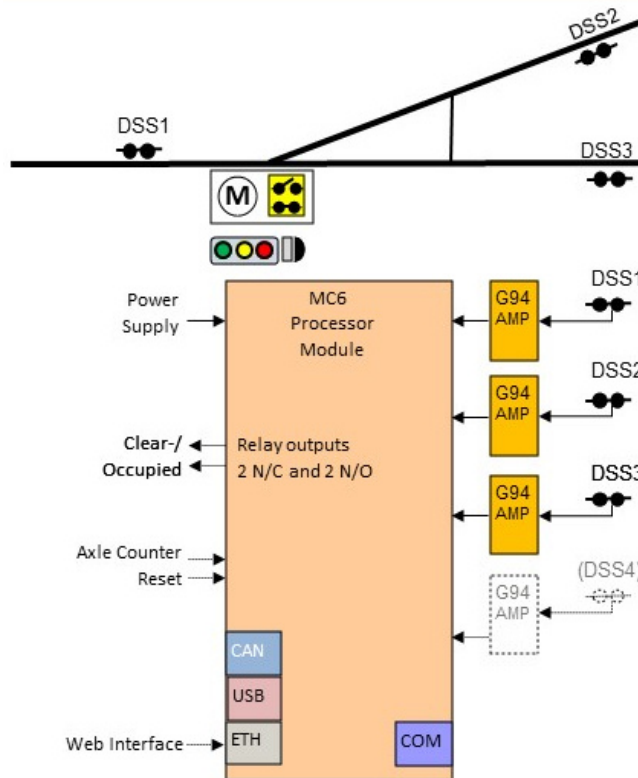 DSS2
DSS1
DSS3
M
Power
Supply
MC6
Processor
Module
G94
AMP
DSS1
G94
AMP
DSS2
Clear-/
Occupied
Relay outputs
2 N/C and 2 N/O
G94
AMP
DSS3
Axle Counter
Reset
G94
AMP
(DSS4)
CAN
USB
Web Interface
ETH
COM